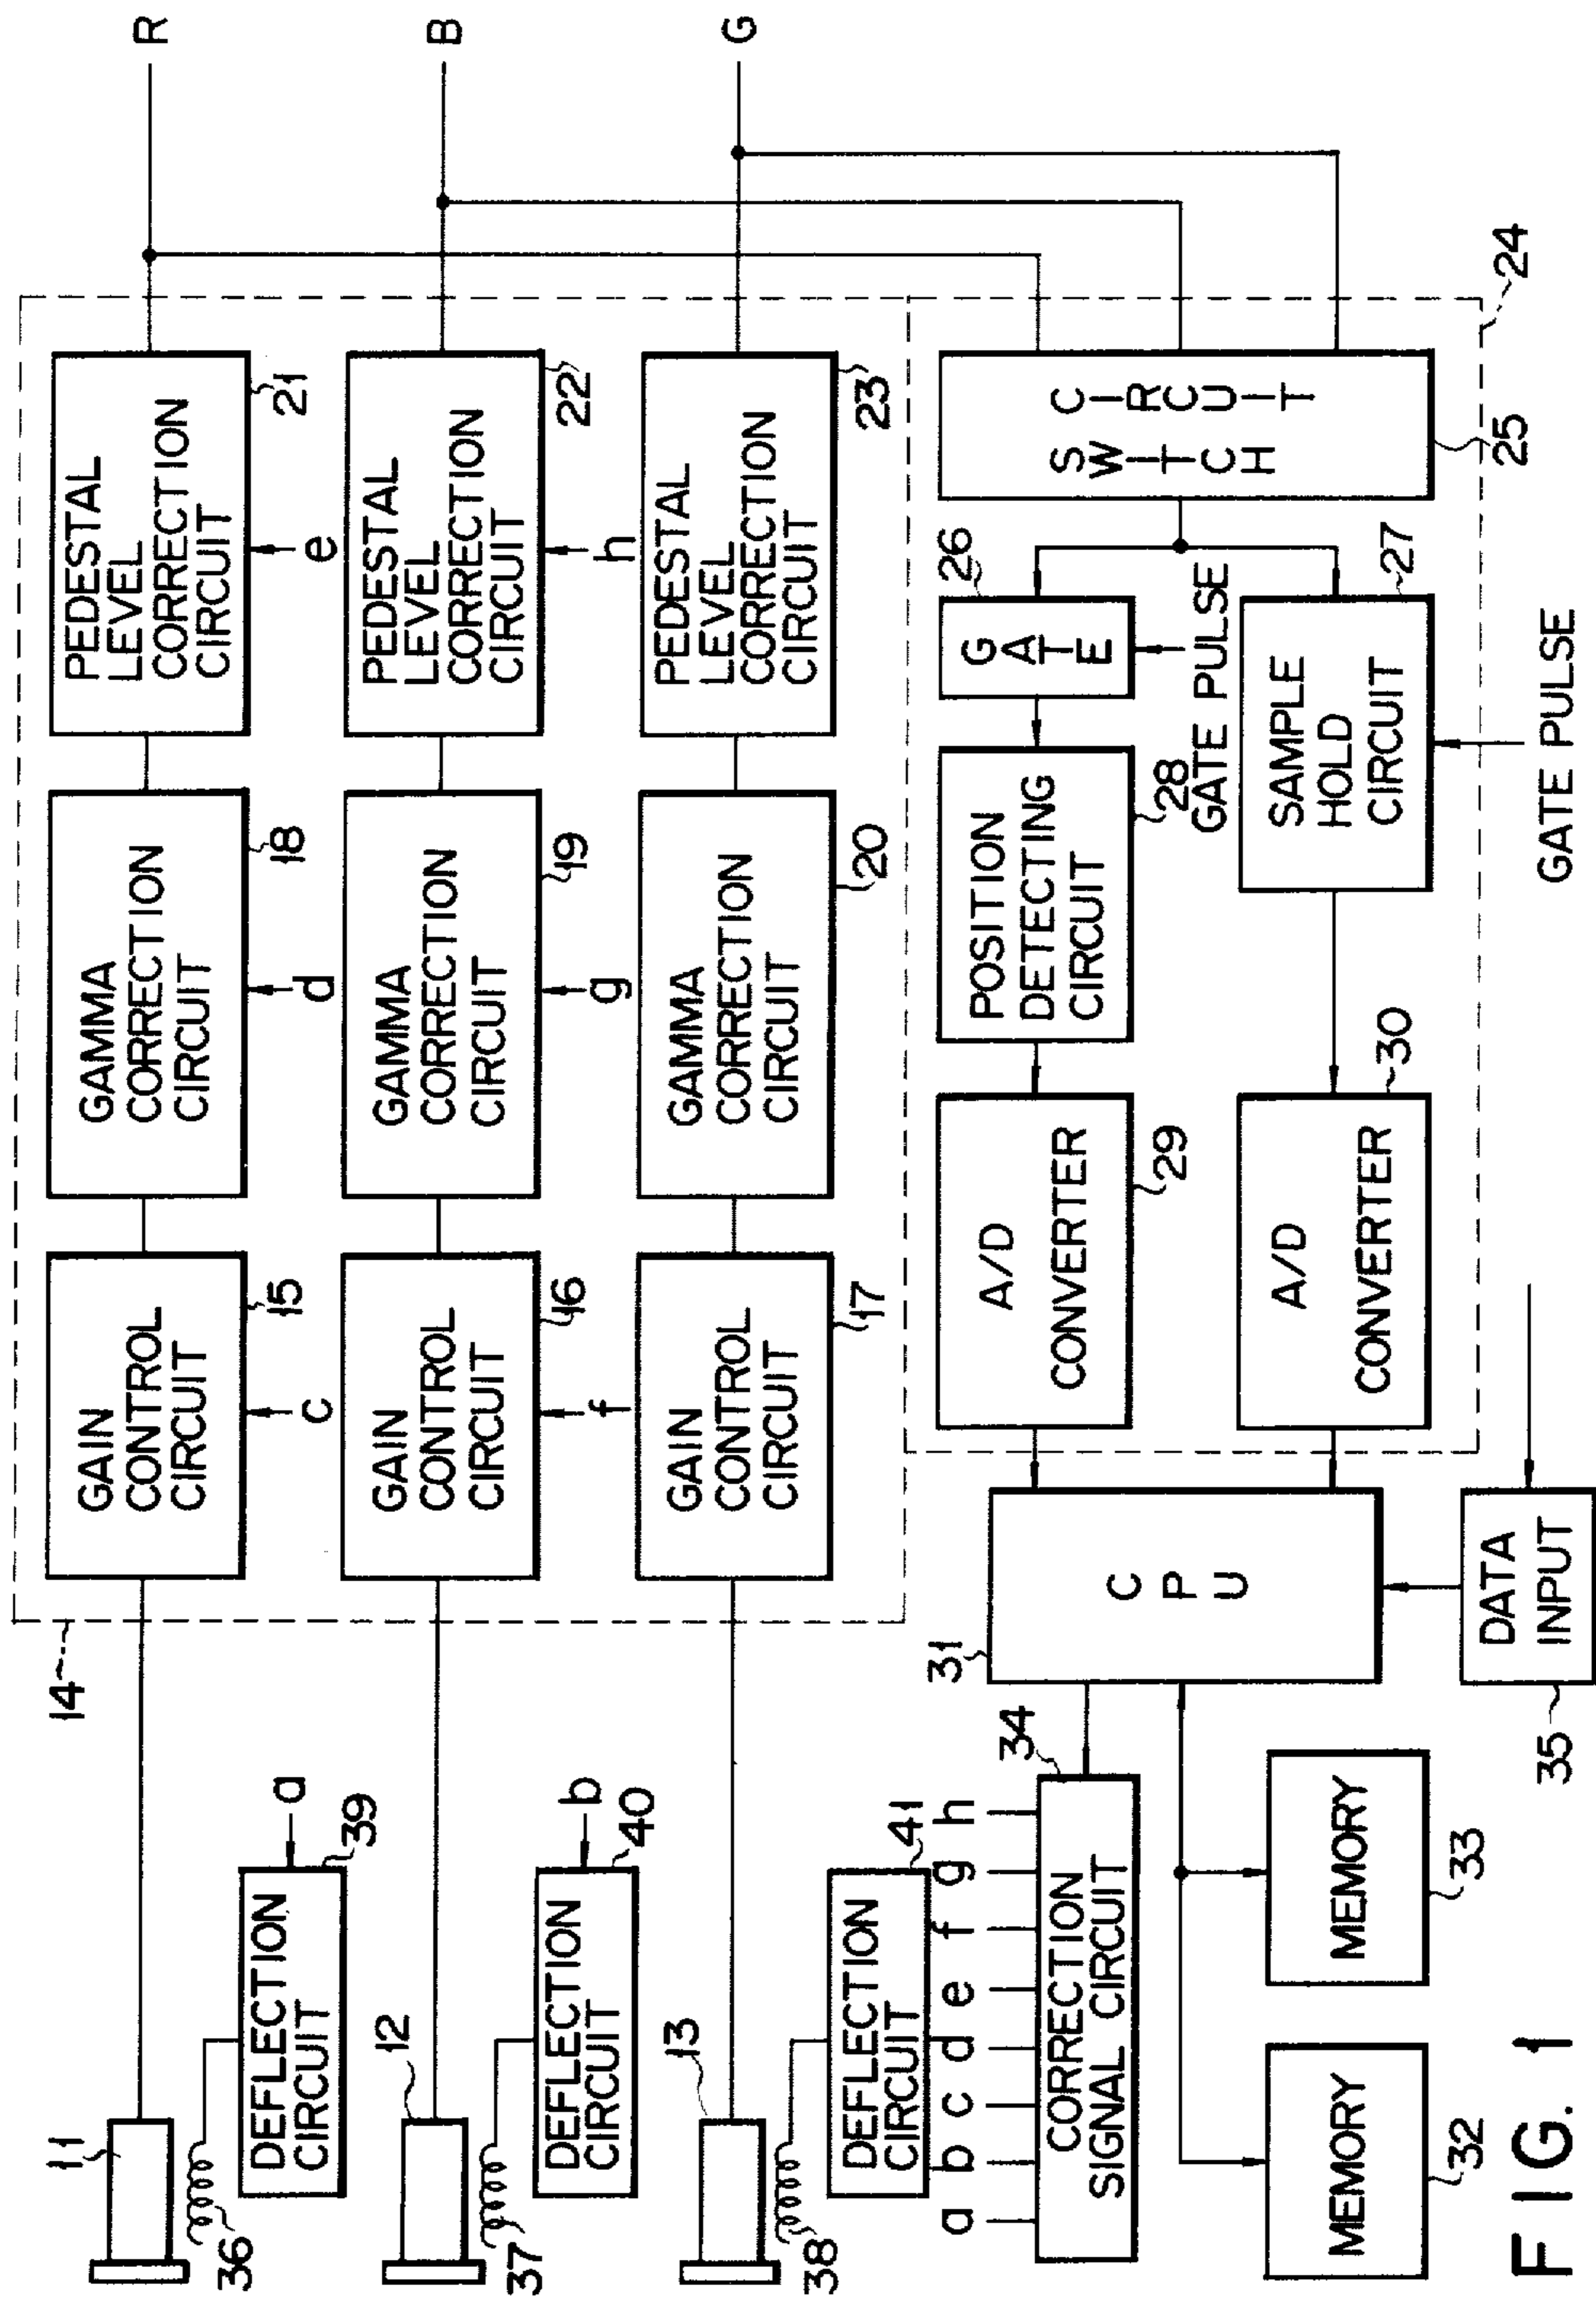 R
B
G
14
11
36
a
DEFLECTION
CIRCUIT
39
GAIN
CONTROL
CIRCUIT
15
c
GAMMA
CORRECTION
CIRCUIT
18
d
PEDESTAL
LEVEL
CORRECTION
CIRCUIT
21
e
12
37
b
DEFLECTION
CIRCUIT
40
GAIN
CONTROL
CIRCUIT
16
f
GAMMA
CORRECTION
CIRCUIT
19
g
PEDESTAL
LEVEL
CORRECTION
CIRCUIT
22
h
13
38
DEFLECTION
CIRCUIT
41
GAIN
CONTROL
CIRCUIT
17
GAMMA
CORRECTION
CIRCUIT
20
PEDESTAL
LEVEL
CORRECTION
CIRCUIT
23
a b c d e f g h
CORRECTION
SIGNAL CIRCUIT
34
31
CPU
A/D
CONVERTER
29
POSITION
DETECTING
CIRCUIT
28
GATE
26
GATE PULSE
SWITCH
CIRCUIT
25
24
A/D
CONVERTER
30
SAMPLE
HOLD
CIRCUIT
27
GATE PULSE
MEMORY
32
MEMORY
33
DATA
INPUT
35
FIG. 1